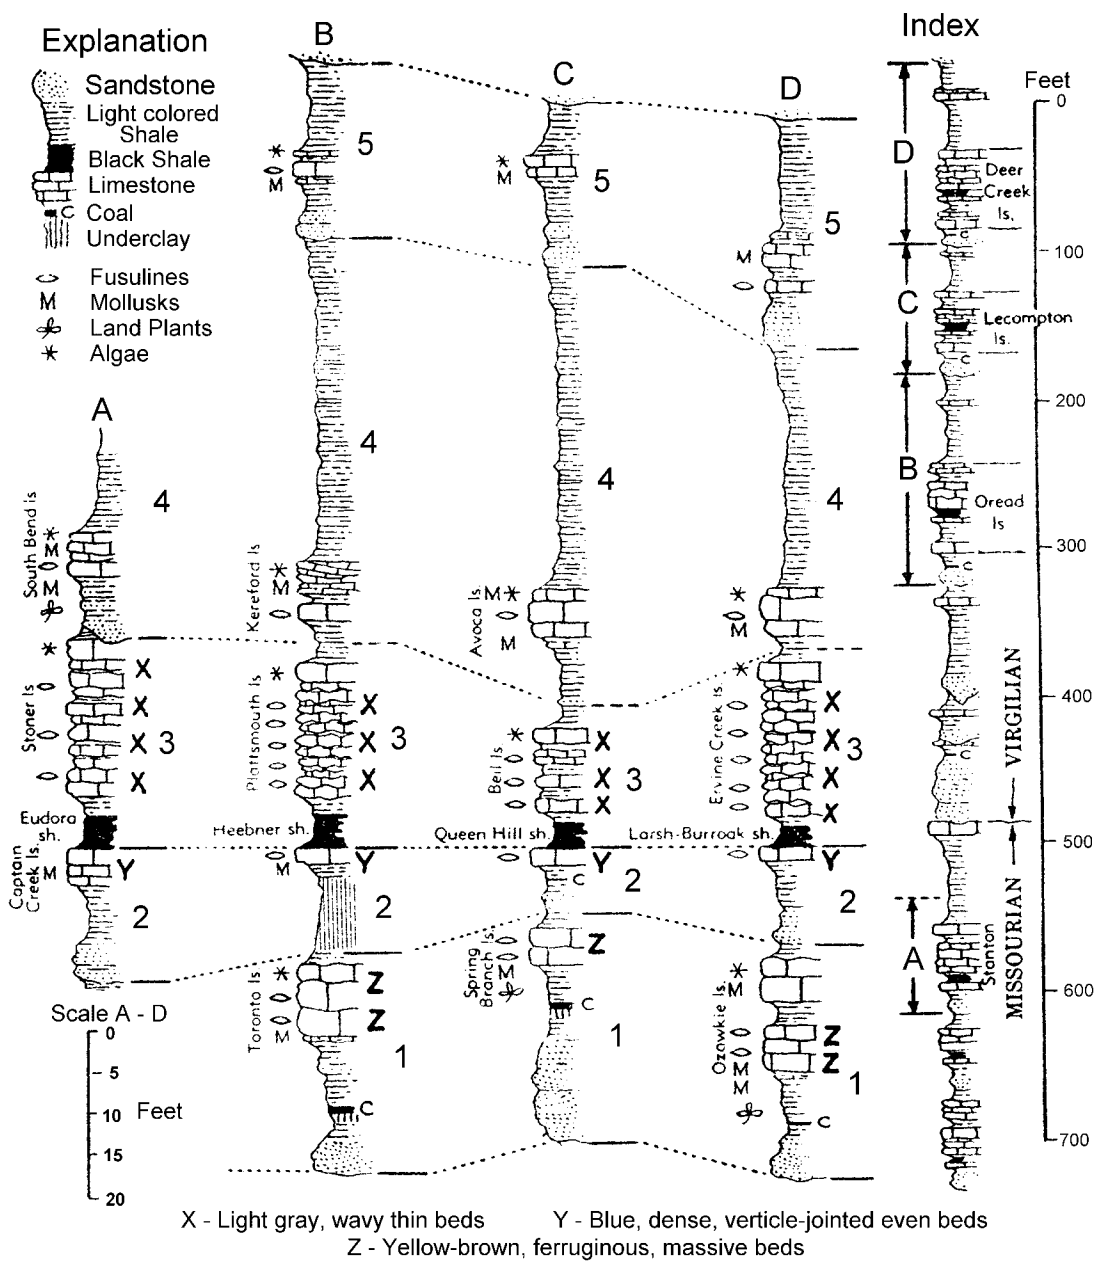 Explanation
Sandstone
Light colored
Shale
Black Shale
Limestone
C Coal
Underclay
Fusulines
M Mollusks
Land Plants
Algae
A
4
South Bend ls
M
M
X
Stoner ls
X
X 3
X
Eudora
sh.
Captain
Creek ls.
M
Y
2
Scale A - D
0
5
10
15
20
Feet
B
5
M
4
Kereford ls
M
Plattsmouth ls
X
X 3
X
Heebner sh.
M
Y
2
Toronto ls
M
Z
Z
1
C
C
5
M
4
Avoca ls
M
M
Bell ls
X
X 3
X
Queen Hill sh.
Y
C
2
Spring
Branch ls.
M
Z
C
1
D
5
M
4
M
Ervine Creek ls
X
X
3
X
X
Larsh-Burroak sh.
Y
2
Ozawkie ls.
M
M
M
Z
Z
1
C
Index
Feet
0
100
200
300
400
500
600
700
D
C
B
A
Deer
Creek
ls.
C
Lecompton
ls.
C
Oread
ls
C
C
Stanton
VIRGILIAN
MISSOURIAN
X - Light gray, wavy thin beds
Y - Blue, dense, verticle-jointed even beds
Z - Yellow-brown, ferruginous, massive beds